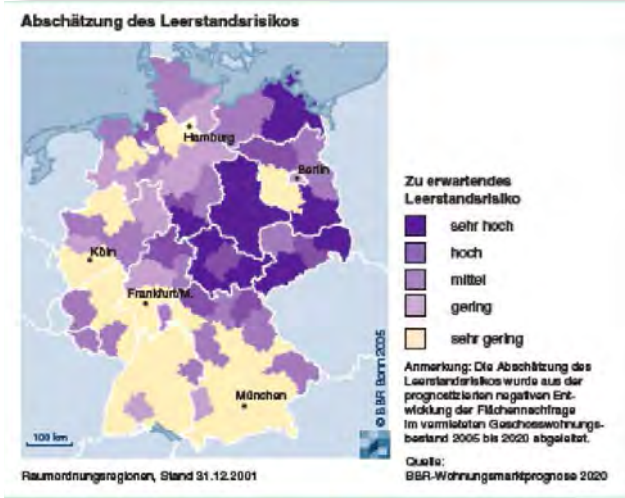 Abschätzung des Leerstandsrisikos
Hamburg
Berlin
Köln
Frankfurt/M.
München
100 km
© BBR Bonn 2005
Zu erwartendes
Leerstandsrisiko
sehr hoch
hoch
mittel
gering
sehr gering
Anmerkung: Die Abschätzung des
Leerstandsrisikos wurde aus der
prognostizierten negativen Ent-
wicklung der Flächennachfrage
im vermieteten Geschosswohnungs-
bestand 2005 bis 2020 abgeleitet.
Quelle:
BBR-Wohnungsmarktprognose 2020
Raumordnungsregionen, Stand 31.12.2001